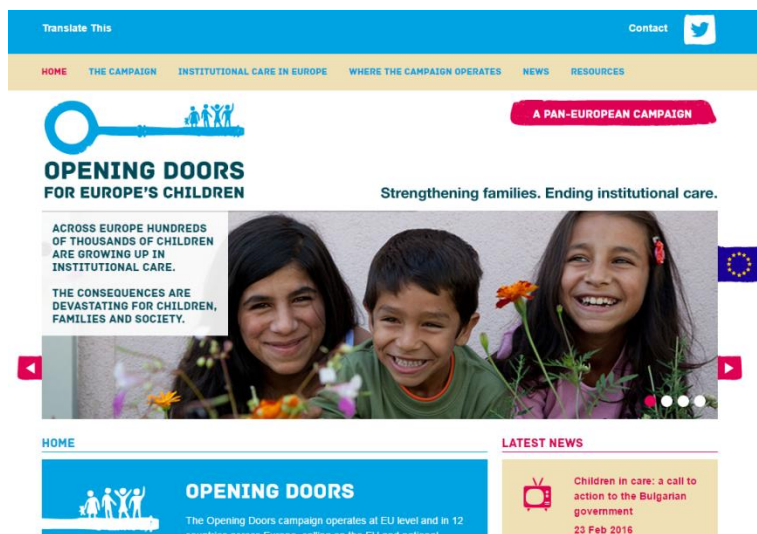 Translate This
Contact
HOME THE CAMPAIGN INSTITUTIONAL CARE IN EUROPE WHERE THE CAMPAIGN OPERATES NEWS RESOURCES
OPENING DOORS
FOR EUROPE'S CHILDREN
A PAN-EUROPEAN CAMPAIGN
Strengthening families. Ending institutional care.
ACROSS EUROPE HUNDREDS
OF THOUSANDS OF CHILDREN
ARE GROWING UP IN
INSTITUTIONAL CARE.
THE CONSEQUENCES ARE
DEVASTATING FOR CHILDREN,
FAMILIES AND SOCIETY.
HOME
OPENING DOORS
The Opening Doors campaign operates at EU level and in 12
LATEST NEWS
Children in care: a call to
action to the Bulgarian
government
23 Feb 2016